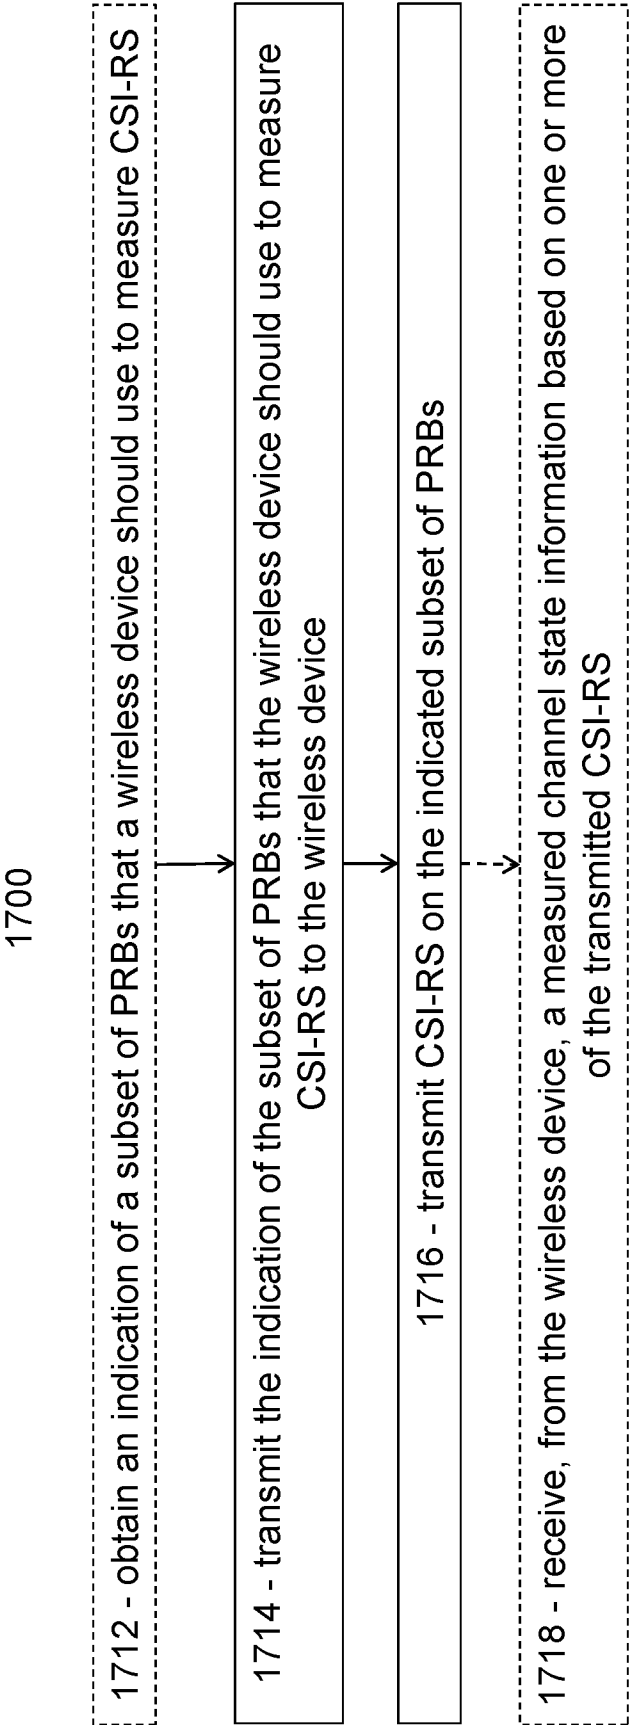 1700
1712 - obtain an indication of a subset of PRBs that a wireless device should use to measure CSI-RS
1714 - transmit the indication of the subset of PRBs that the wireless device should use to measure
CSI-RS to the wireless device
1716 - transmit CSI-RS on the indicated subset of PRBs
1718 - receive, from the wireless device, a measured channel state information based on one or more
of the transmitted CSI-RS